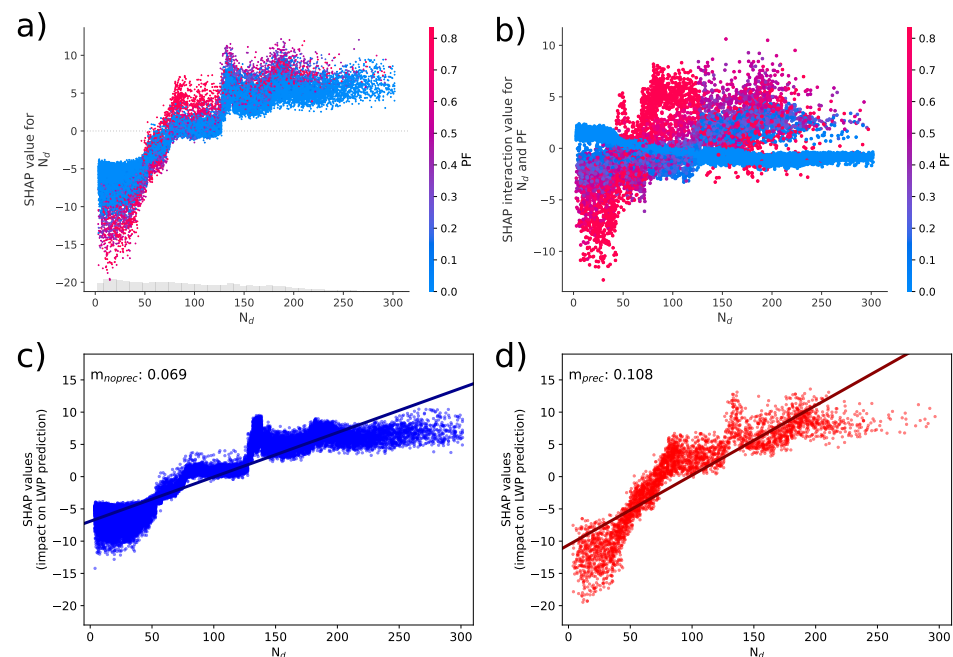 a)
SHAP value for
N_d
10
5
0
−5
−10
−15
−20
0 50 100 150 200 250 300
N_d
0.8
0.7
0.6
0.5
0.4
0.3
0.2
0.1
0.0
PF
b)
SHAP interaction value for
N_d and PF
10
5
0
−5
−10
0 50 100 150 200 250 300
N_d
0.8
0.7
0.6
0.5
0.4
0.3
0.2
0.1
0.0
PF
c)
m_noprec: 0.069
SHAP values
(impact on LWP prediction)
15
10
5
0
−5
−10
−15
−20
0 50 100 150 200 250 300
N_d
d)
m_prec: 0.108
SHAP values
(impact on LWP prediction)
15
10
5
0
−5
−10
−15
−20
0 50 100 150 200 250 300
N_d